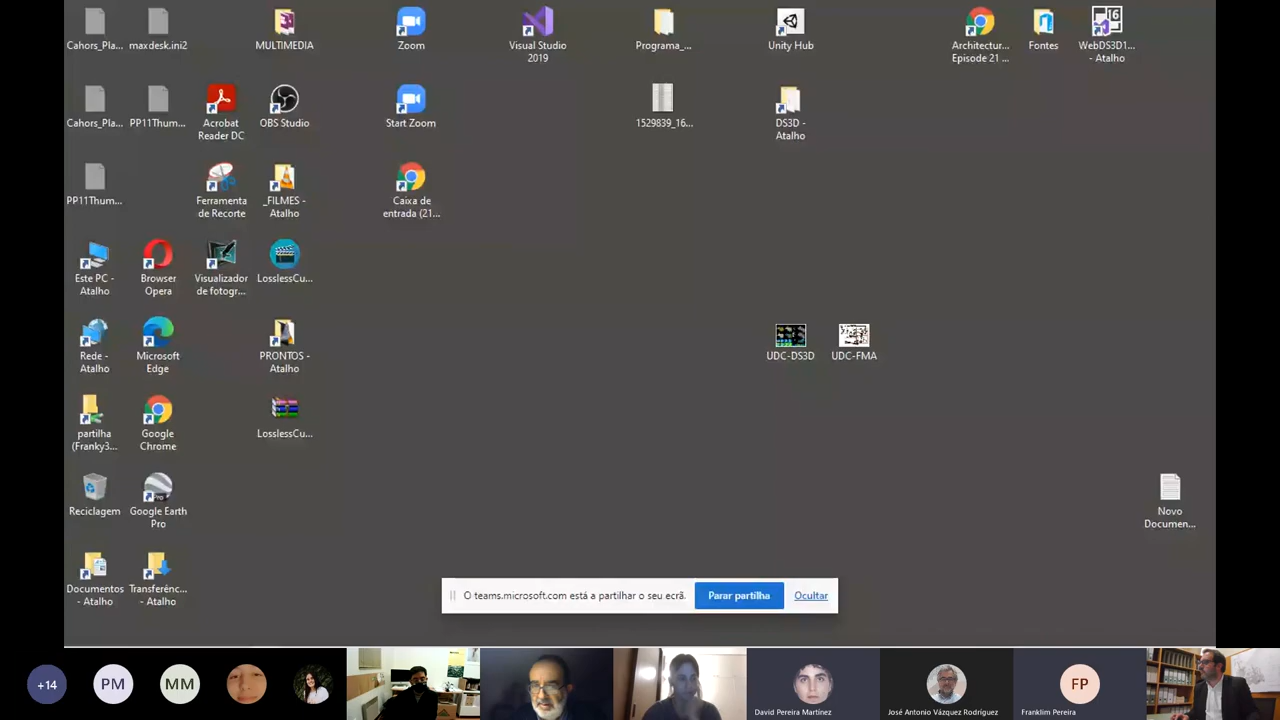 Cahors_Pla...
maxdesk.ini2
MULTIMEDIA
Zoom
Visual Studio
2019
Programa_...
Unity Hub
Architectur...
Episode 21 ...
Fontes
16
WebDS3D1...
- Atalho
Cahors_Pla...
PP11Thum...
Acrobat
Reader DC
OBS Studio
Start Zoom
1529839_16...
DS3D -
Atalho
PP11Thum...
Ferramenta
de Recorte
_FILMES -
Atalho
Caixa de
entrada (21...
Este PC -
Atalho
Browser
Opera
Visualizador
de fotogr...
LosslessCu...
Rede -
Atalho
Microsoft
Edge
PRONTOS -
Atalho
UDC-DS3D
UDC-FMA
partilha
(Franky3...
Google
Chrome
LosslessCu...
Reciclagem
Google Earth
Pro
Novo
Documen...
Documentos
- Atalho
Transferênc...
- Atalho
O teams.microsoft.com está a partilhar o seu ecrã.
Parar partilha
Ocultar
+14
PM
MM
David Pereira Martínez
José Antonio Vázquez Rodríguez
FP
Franklim Pereira